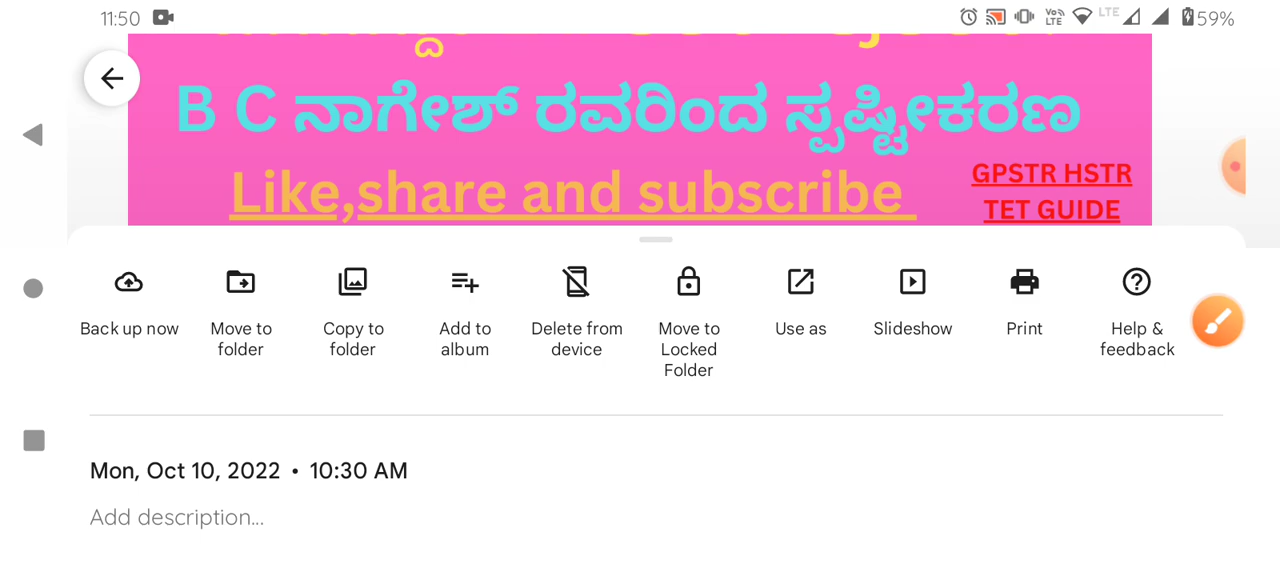 11:50
LTE 59%
B C ನಾಗೇಶ್ ರವರಿಂದ ಸ್ಪಷ್ಟೀಕರಣ
Like,share and subscribe
GPSTR HSTR
TET GUIDE
Back up now
Move to
folder
Copy to
folder
Add to
album
Delete from
device
Move to
Locked
Folder
Use as
Slideshow
Print
Help &
feedback
Mon, Oct 10, 2022 • 10:30 AM
Add description...